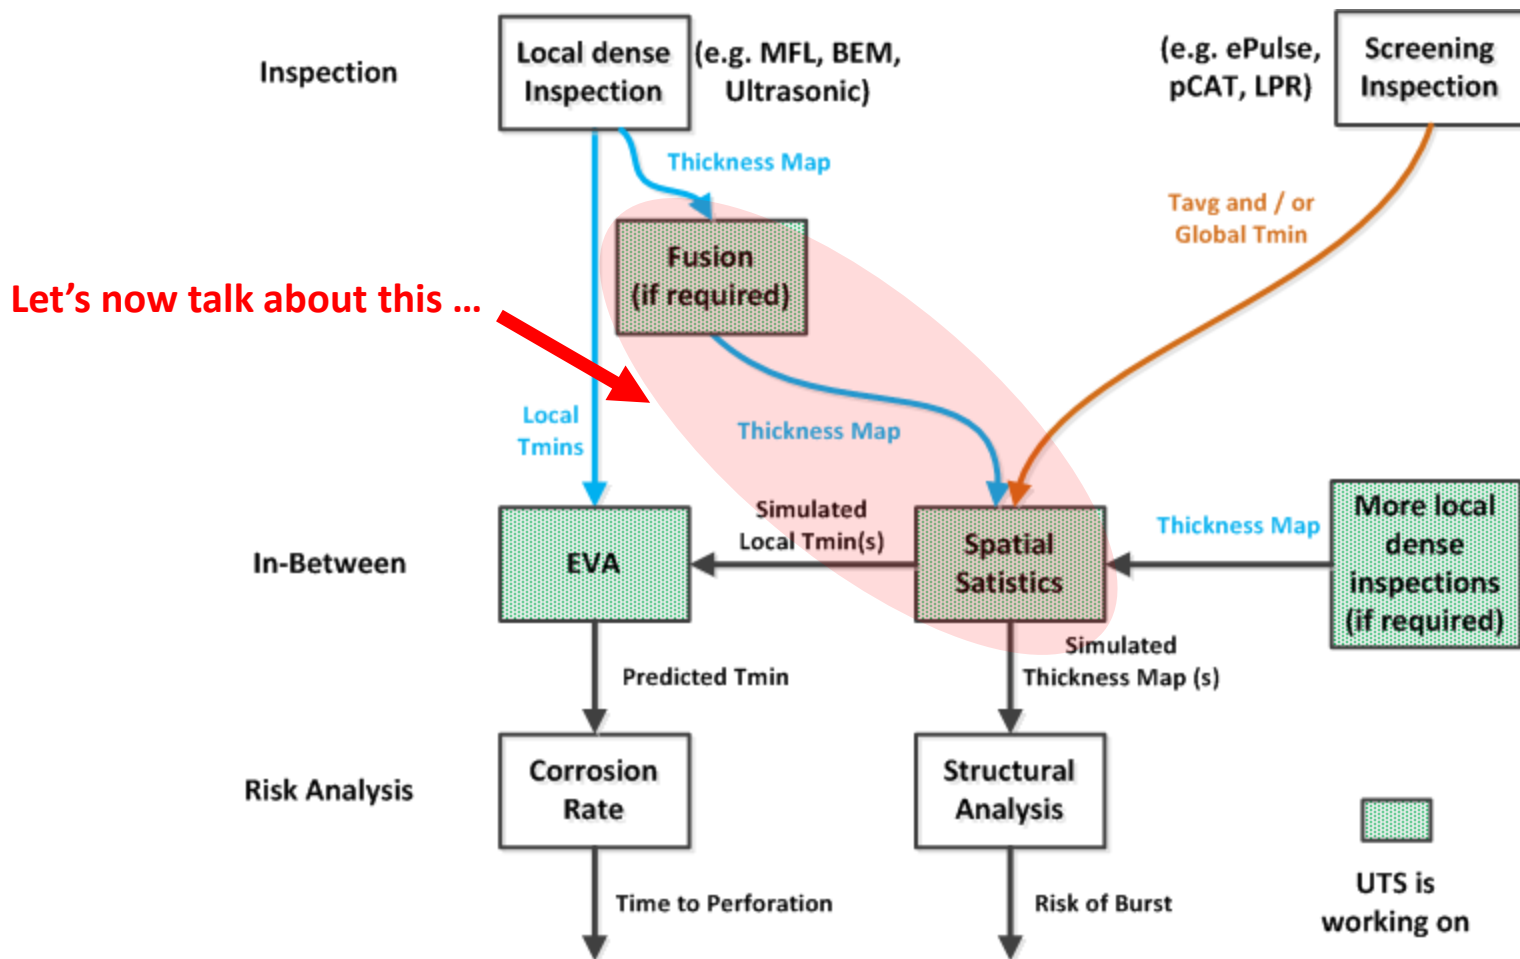 Inspection
Local dense
Inspection
(e.g. MFL, BEM,
Ultrasonic)
(e.g. ePulse,
pCAT, LPR)
Screening
Inspection
Thickness Map
Tavg and / or
Global Tmin
Fusion
(if required)
Let’s now talk about this ...
Local
Tmins
Thickness Map
In-Between
EVA
Simulated
Local Tmin(s)
Spatial
Satistics
Thickness Map
More local
dense
inspections
(if required)
Predicted Tmin
Simulated
Thickness Map (s)
Risk Analysis
Corrosion
Rate
Structural
Analysis
Time to Perforation
Risk of Burst
UTS is
working on